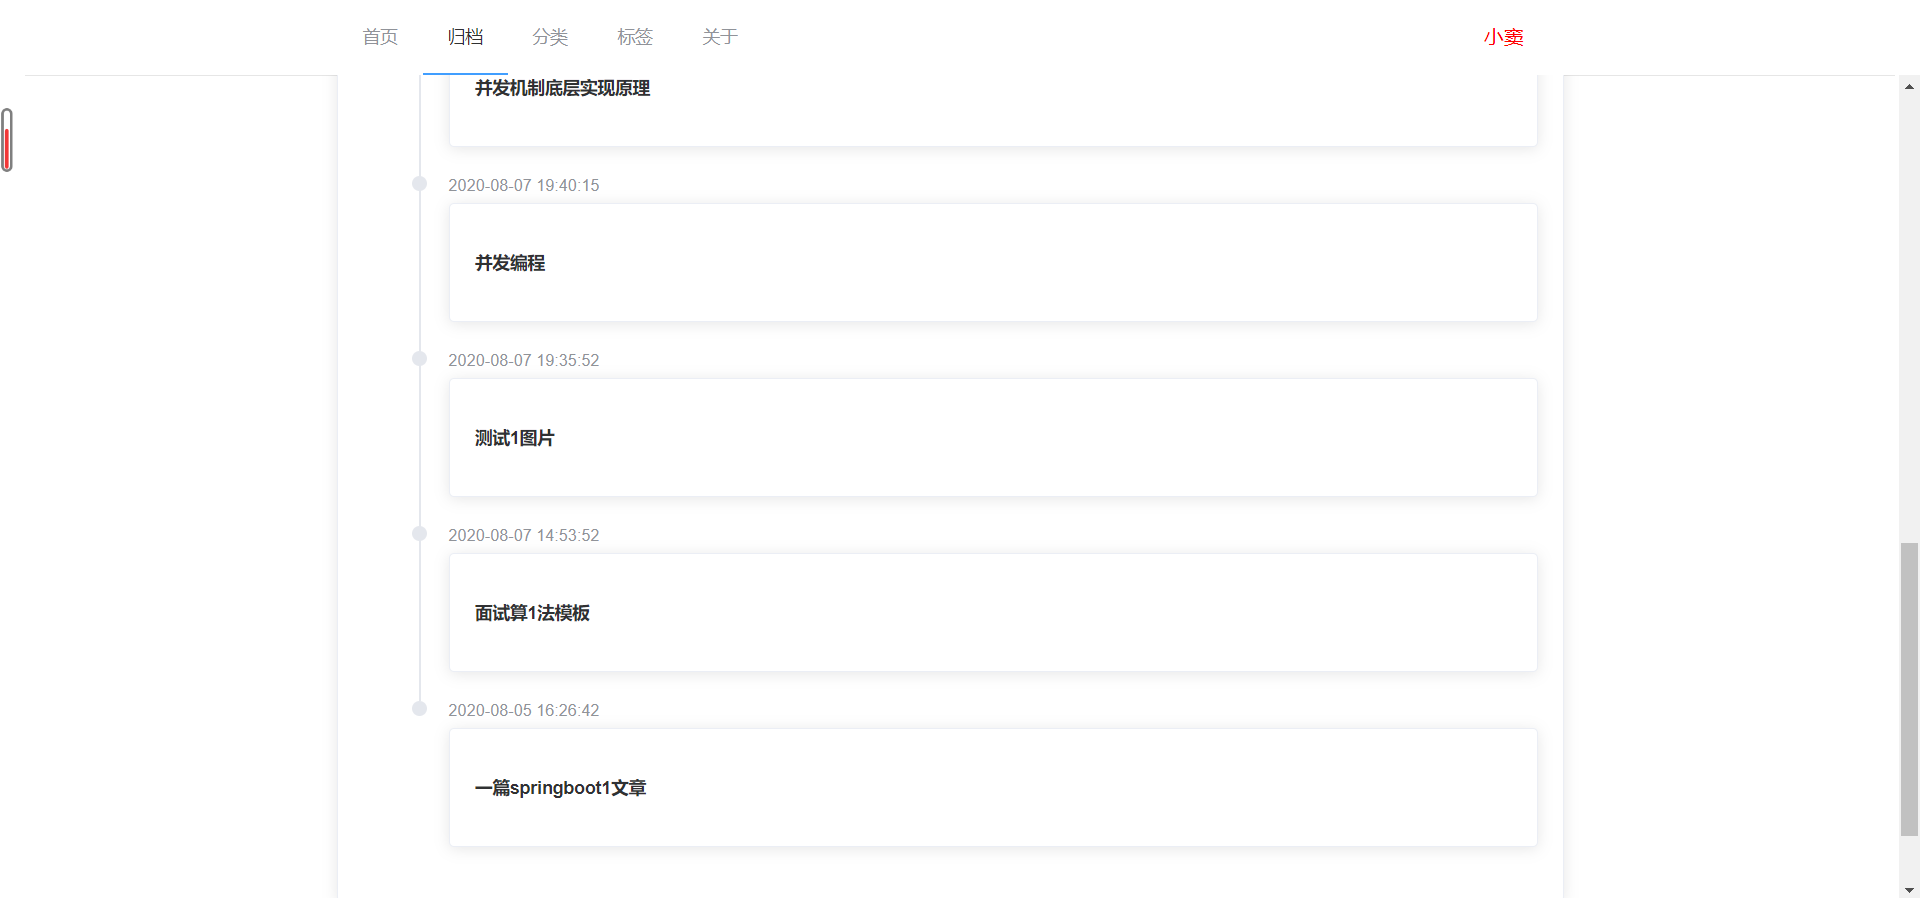 首页 归档 分类 标签 关于 小窦
并发机制底层实现原理
2020-08-07 19:40:15
并发编程
2020-08-07 19:35:52
测试1图片
2020-08-07 14:53:52
面试算1法模板
2020-08-05 16:26:42
一篇springboot1文章